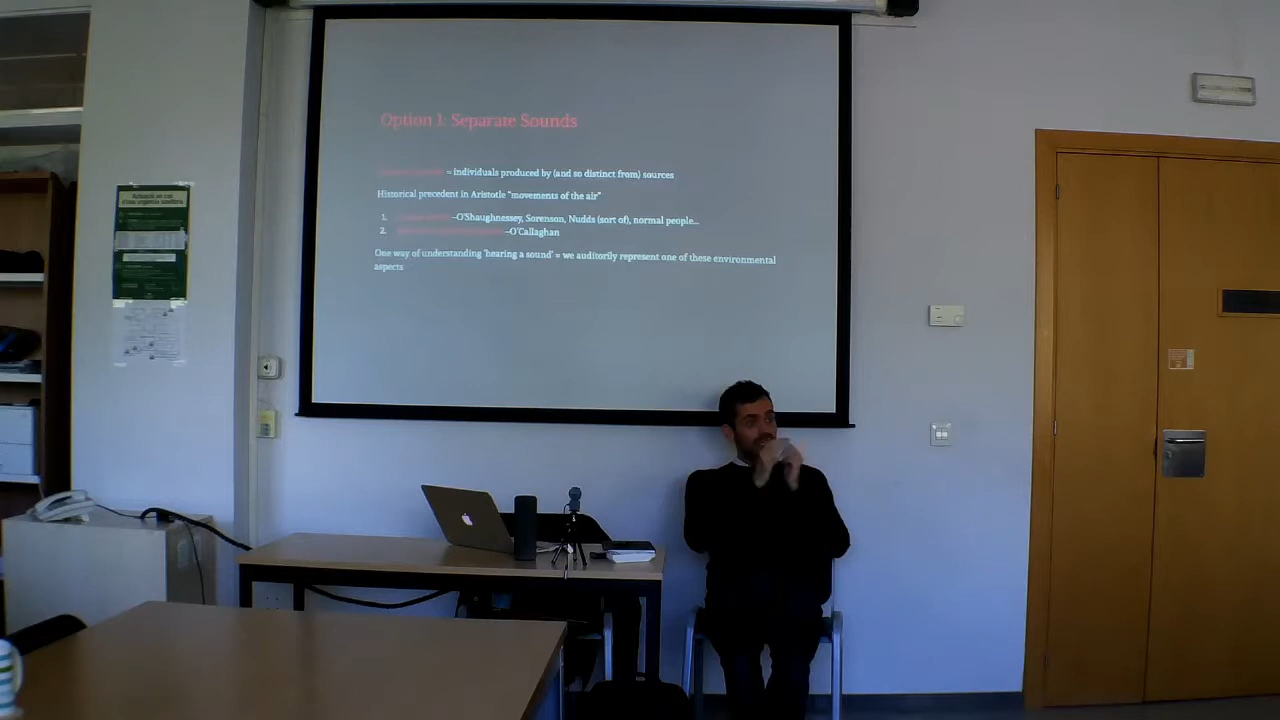 Option 1: Separate Sounds
= individuals produced by (and so distinct from) sources
Historical precedent in Aristotle "movements of the air"
1. –O'Shaughnessey, Sorenson, Nudds (sort of), normal people...
2. –O'Callaghan
One way of understanding 'hearing a sound' = we auditorily represent one of these environmental
aspects